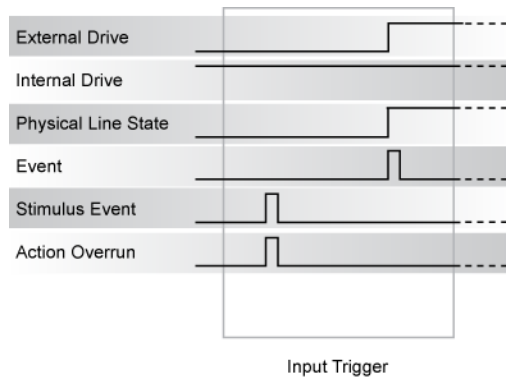 External Drive
Internal Drive
Physical Line State
Event
Stimulus Event
Action Overrun
Input Trigger